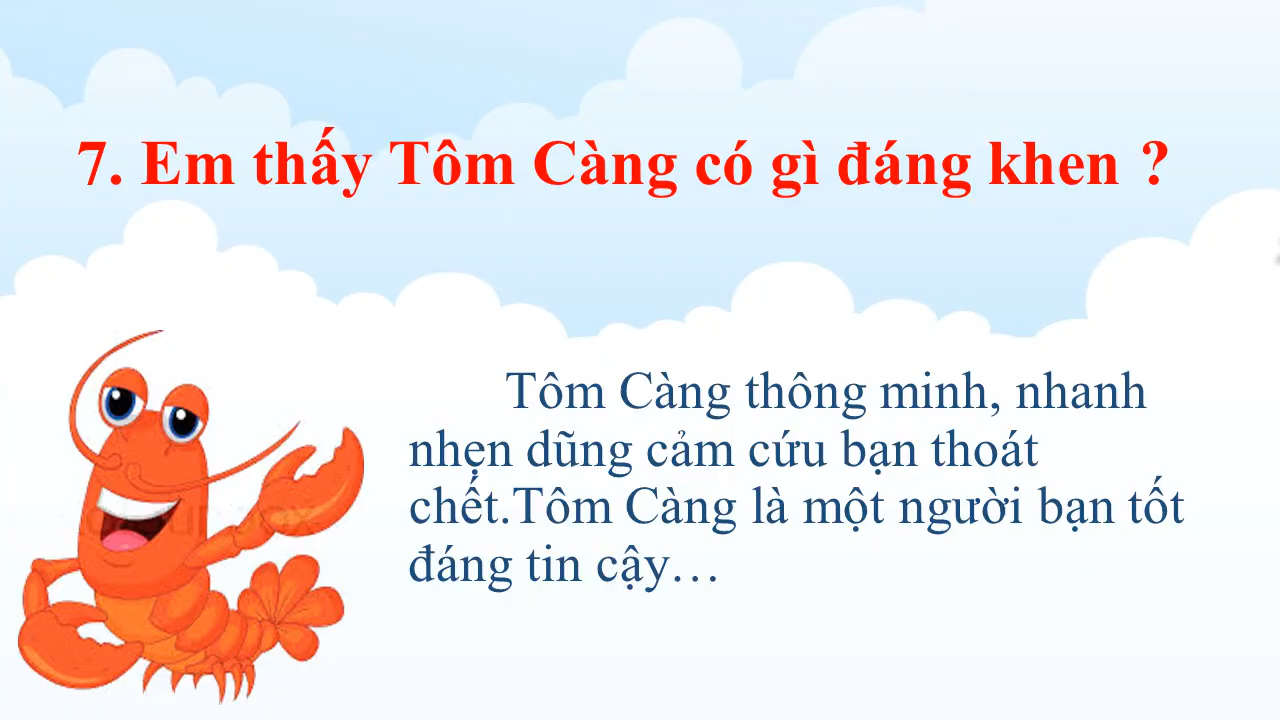 7. Em thấy Tôm Càng có gì đáng khen ?
Tôm Càng thông minh, nhanh
nhẹn dũng cảm cứu bạn thoát
chết.Tôm Càng là một người bạn tốt
đáng tin cậy…